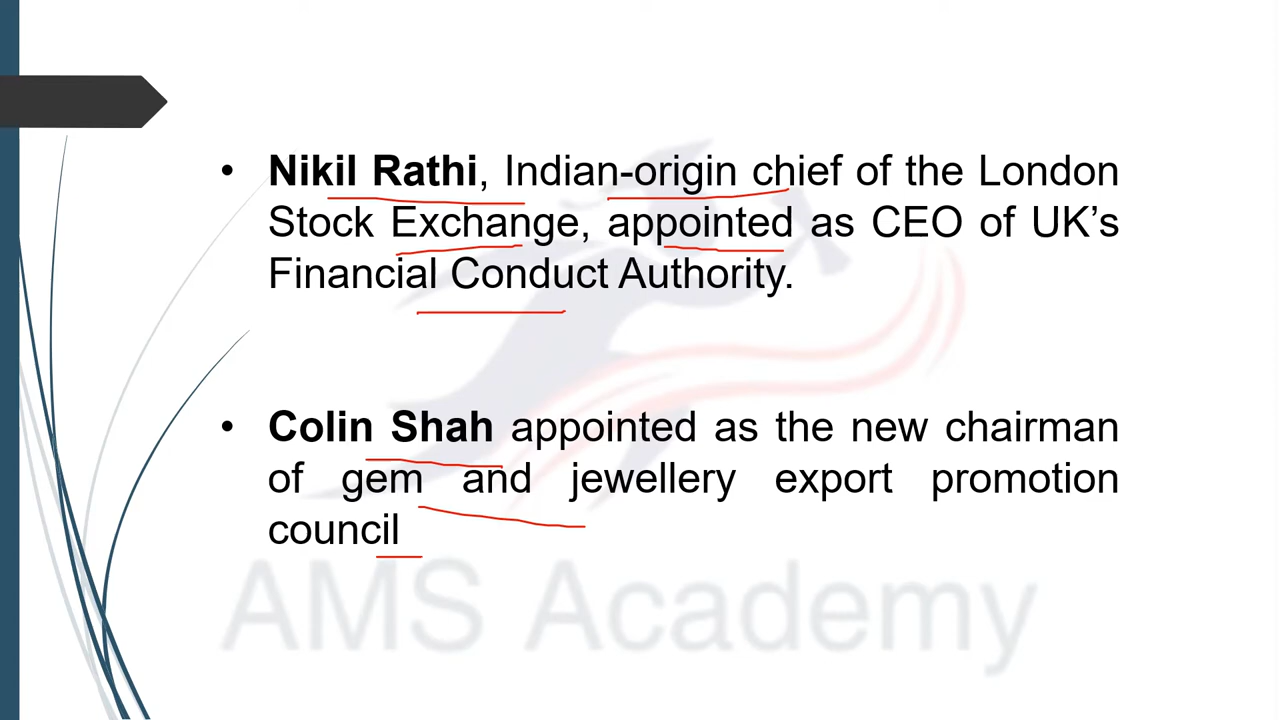 • Nikil Rathi, Indian-origin chief of the London
Stock Exchange, appointed as CEO of UK’s
Financial Conduct Authority.
• Colin Shah appointed as the new chairman
of gem and jewellery export promotion
council
AMS Academy